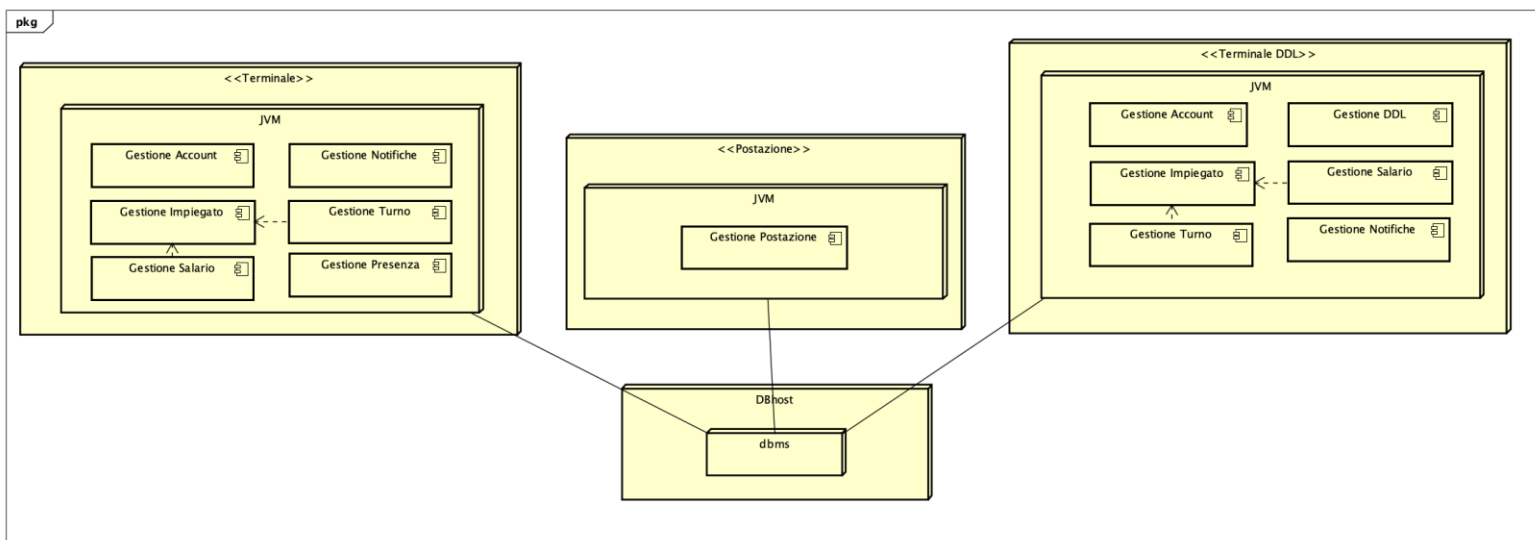 pkg
<<Terminale>>
JVM
Gestione Account
Gestione Notifiche
Gestione Impiegato
Gestione Turno
Gestione Salario
Gestione Presenza
<<Postazione>>
JVM
Gestione Postazione
<<Terminale DDL>>
JVM
Gestione Account
Gestione DDL
Gestione Impiegato
Gestione Salario
Gestione Turno
Gestione Notifiche
DBhost
dbms